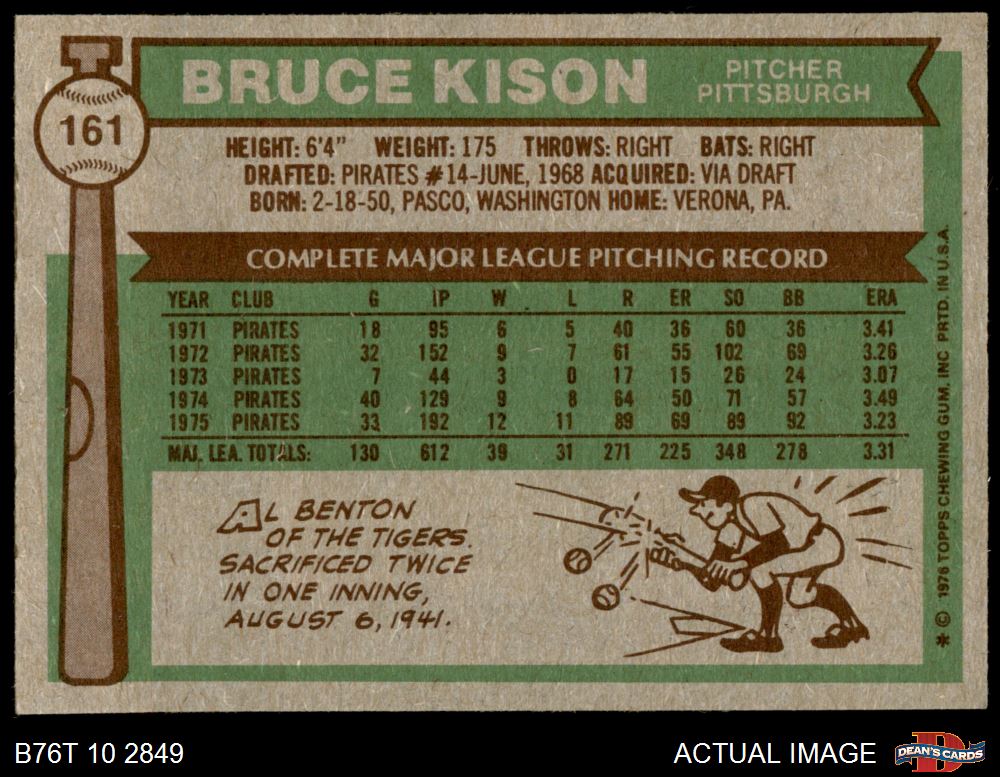 161
BRUCE KISON
PITCHER
PITTSBURGH
HEIGHT: 6'4" WEIGHT: 175 THROWS: RIGHT BATS: RIGHT
DRAFTED: PIRATES #14-JUNE, 1968 ACQUIRED: VIA DRAFT
BORN: 2-18-50, PASCO, WASHINGTON HOME: VERONA, PA.
COMPLETE MAJOR LEAGUE PITCHING RECORD
YEAR CLUB G IP W L R ER SO BB ERA
1971 PIRATES 18 95 6 5 40 36 60 36 3.41
1972 PIRATES 32 152 9 7 61 55 102 69 3.26
1973 PIRATES 7 44 3 0 17 15 26 24 3.07
1974 PIRATES 40 129 9 8 64 50 71 57 3.49
1975 PIRATES 33 192 12 11 89 69 89 92 3.23
MAJ. LEA. TOTALS: 130 612 39 31 271 225 348 278 3.31
AL BENTON
OF THE TIGERS
SACRIFICED TWICE
IN ONE INNING,
AUGUST 6, 1941.
* © 1976 TOPPS CHEWING GUM, INC PRTD. IN U.S.A.
B76T 10 2849
ACTUAL IMAGE
DEAN'S CARDS